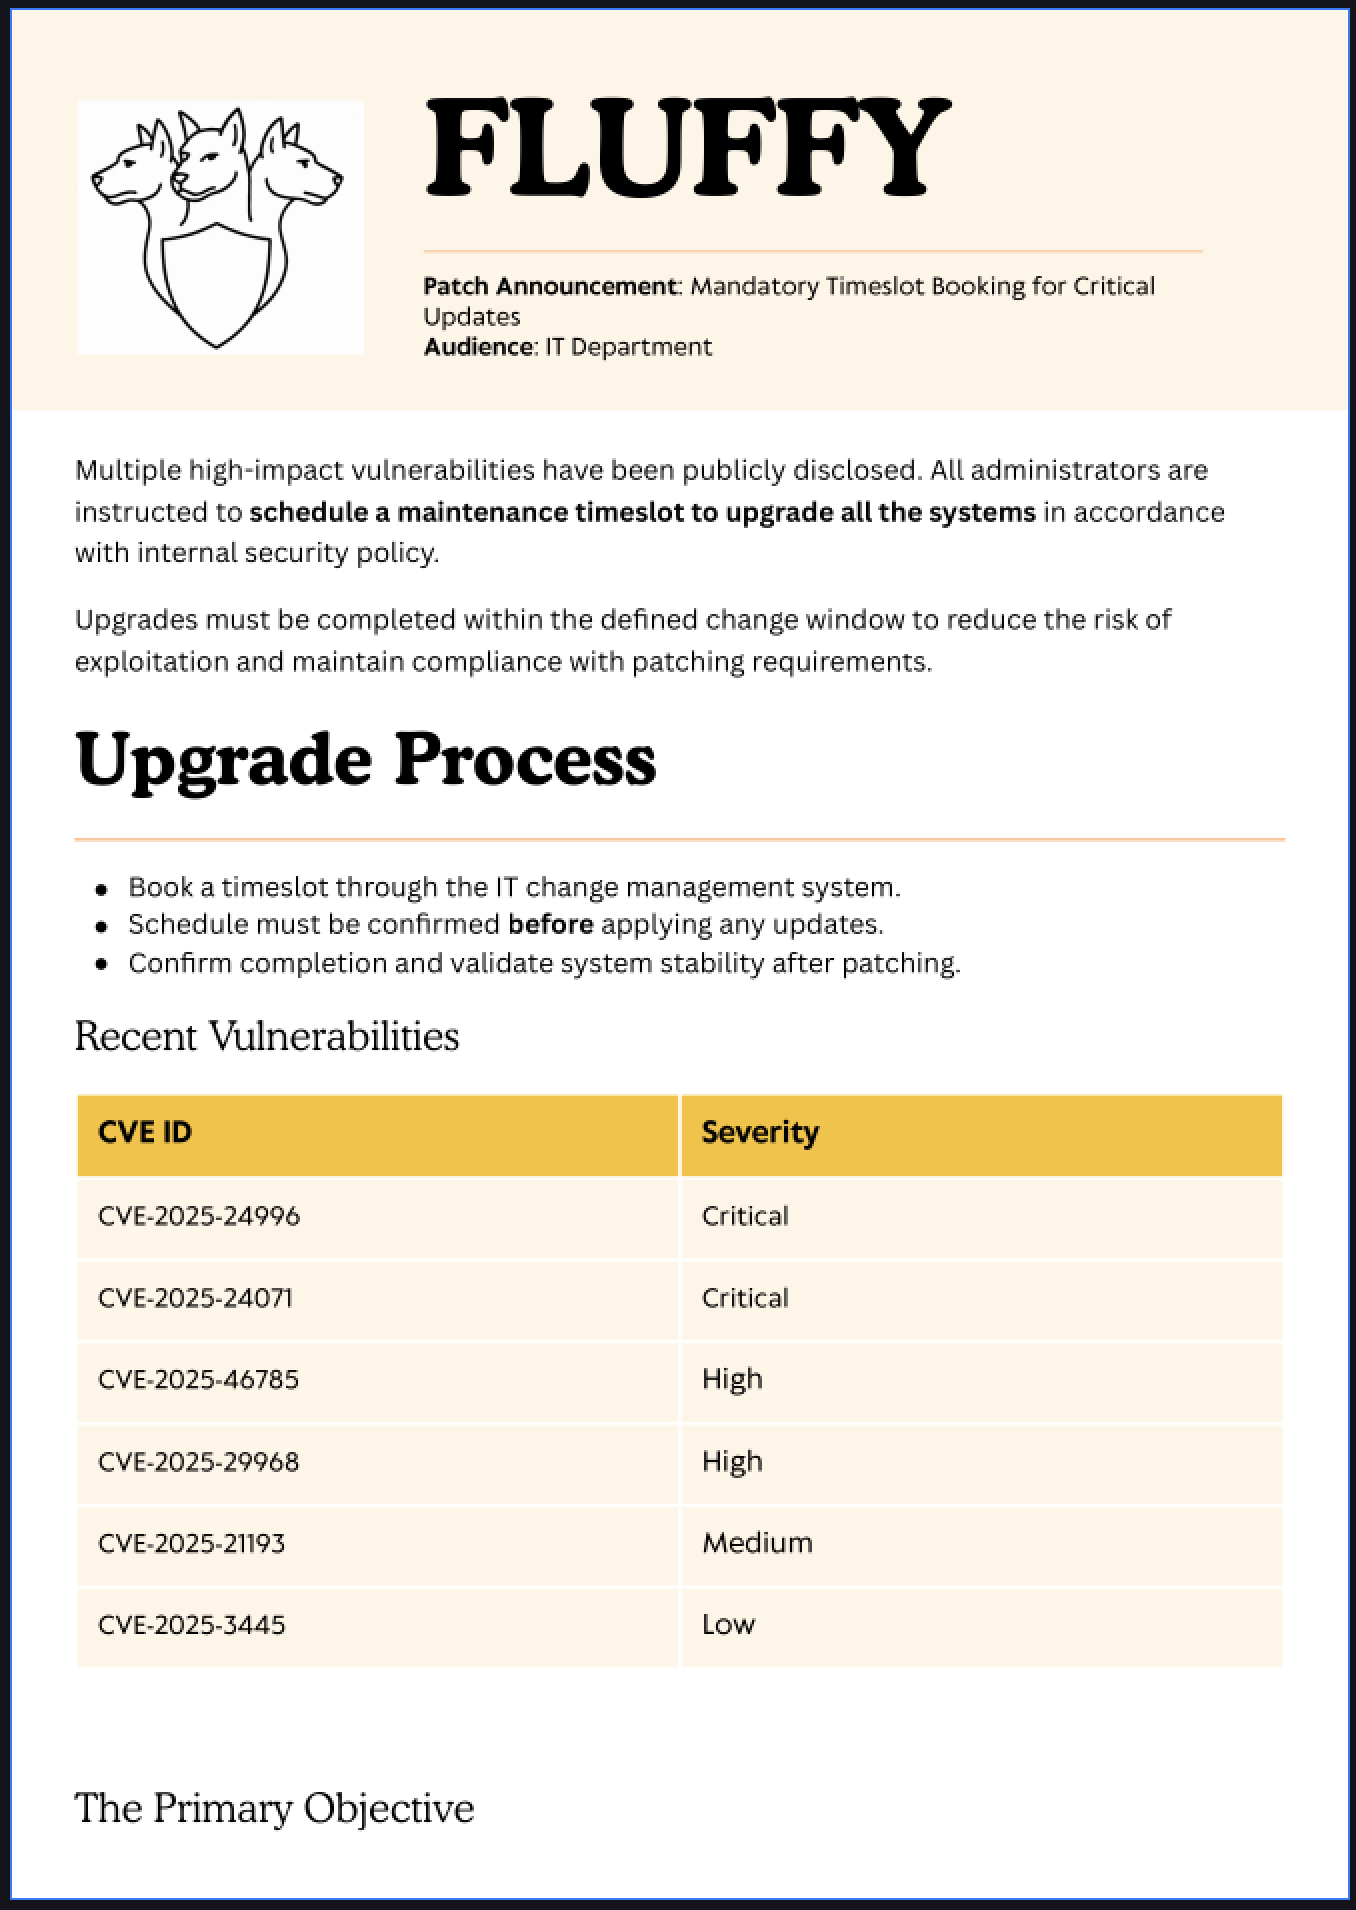 FLUFFY
Patch Announcement: Mandatory Timeslot Booking for Critical
Updates
Audience: IT Department
Multiple high-impact vulnerabilities have been publicly disclosed. All administrators are
instructed to schedule a maintenance timeslot to upgrade all the systems in accordance
with internal security policy.
Upgrades must be completed within the defined change window to reduce the risk of
exploitation and maintain compliance with patching requirements.
Upgrade Process
● Book a timeslot through the IT change management system.
● Schedule must be confirmed before applying any updates.
● Confirm completion and validate system stability after patching.
Recent Vulnerabilities
CVE ID Severity
CVE-2025-24996 Critical
CVE-2025-24071 Critical
CVE-2025-46785 High
CVE-2025-29968 High
CVE-2025-21193 Medium
CVE-2025-3445 Low
The Primary Objective